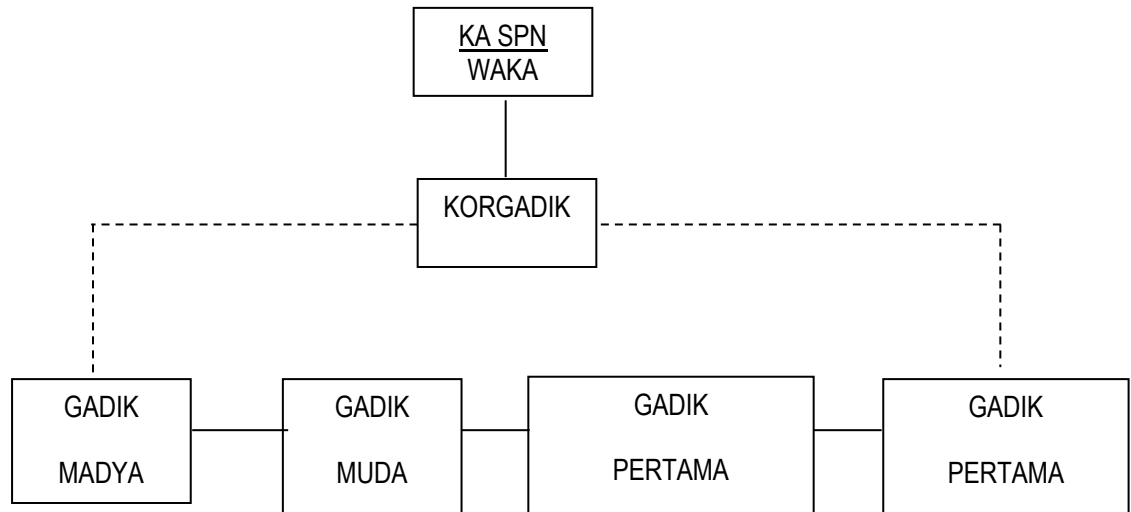 KA SPN
WAKA
KORGADIK
GADIK
MADYA
GADIK
MUDA
GADIK
PERTAMA
GADIK
PERTAMA